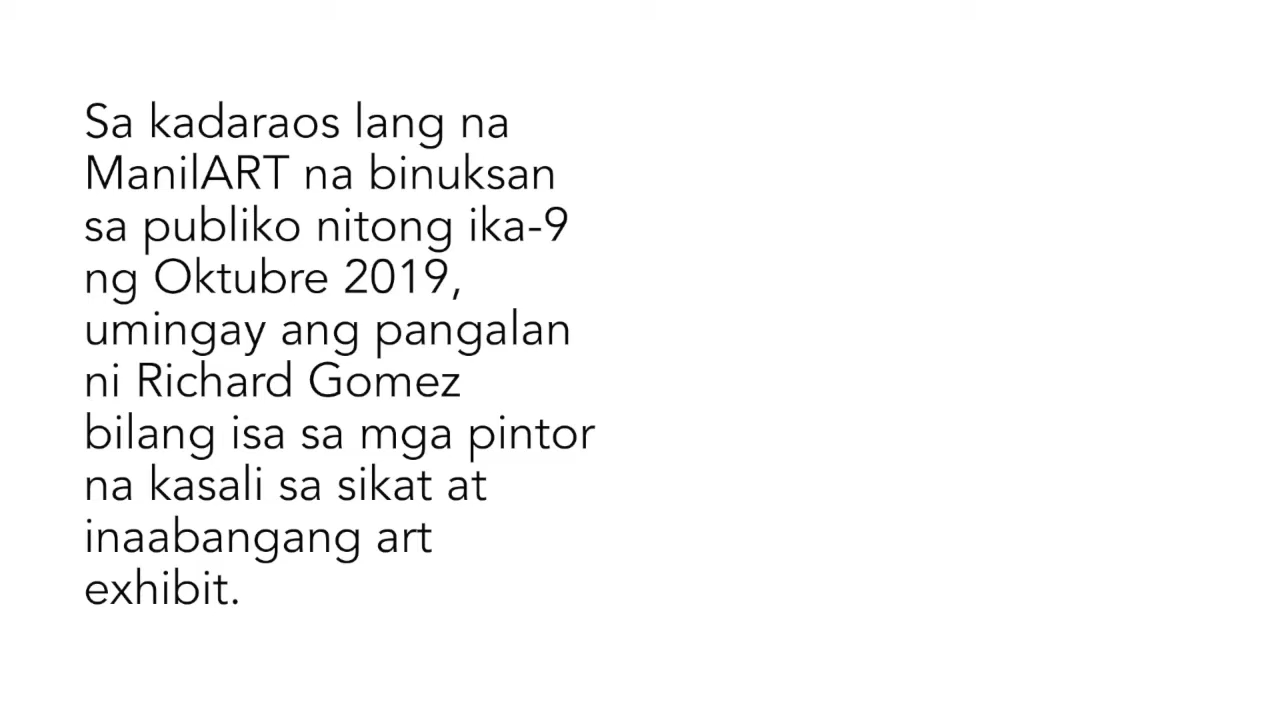 Sa kadaraos lang na
ManilART na binuksan
sa publiko nitong ika-9
ng Oktubre 2019,
umingay ang pangalan
ni Richard Gomez
bilang isa sa mga pintor
na kasali sa sikat at
inaabangang art
exhibit.